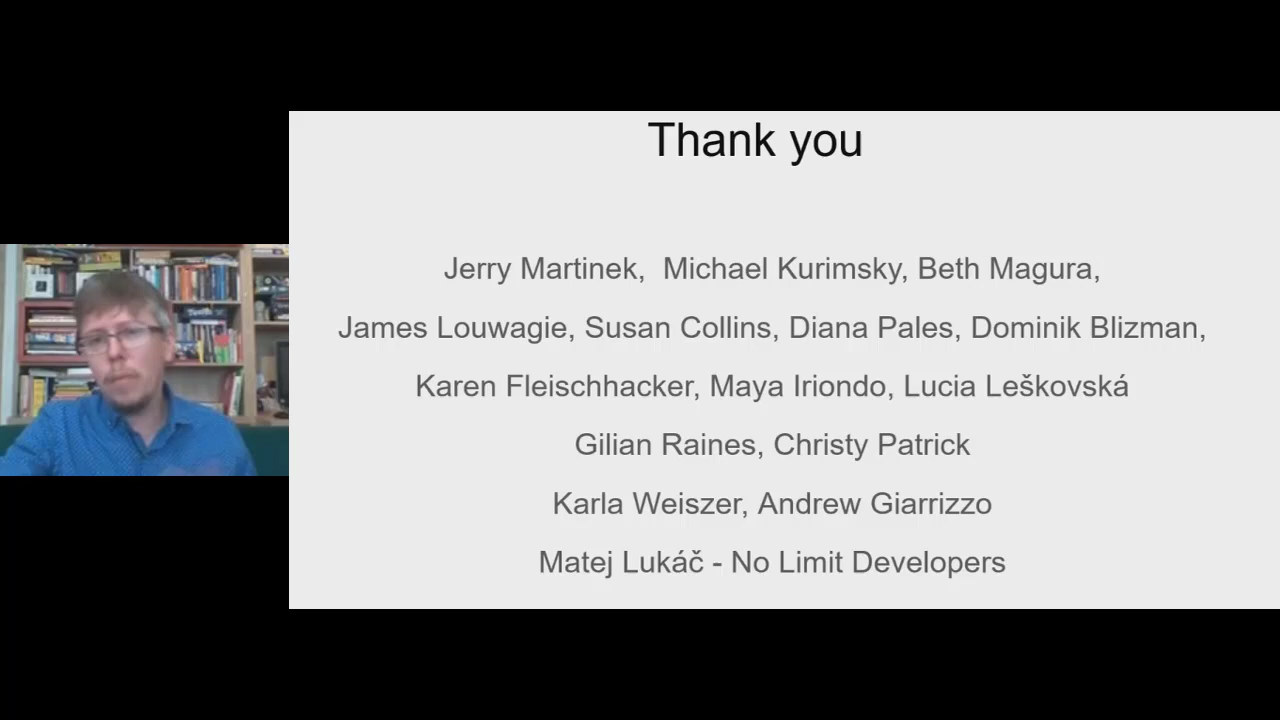 Thank you
Jerry Martinek,  Michael Kurimsky, Beth Magura,
James Louwagie, Susan Collins, Diana Pales, Dominik Blizman,
Karen Fleischhacker, Maya Iriondo, Lucia Leškovská
Gilian Raines, Christy Patrick
Karla Weiszer, Andrew Giarrizzo
Matej Lukáč - No Limit Developers